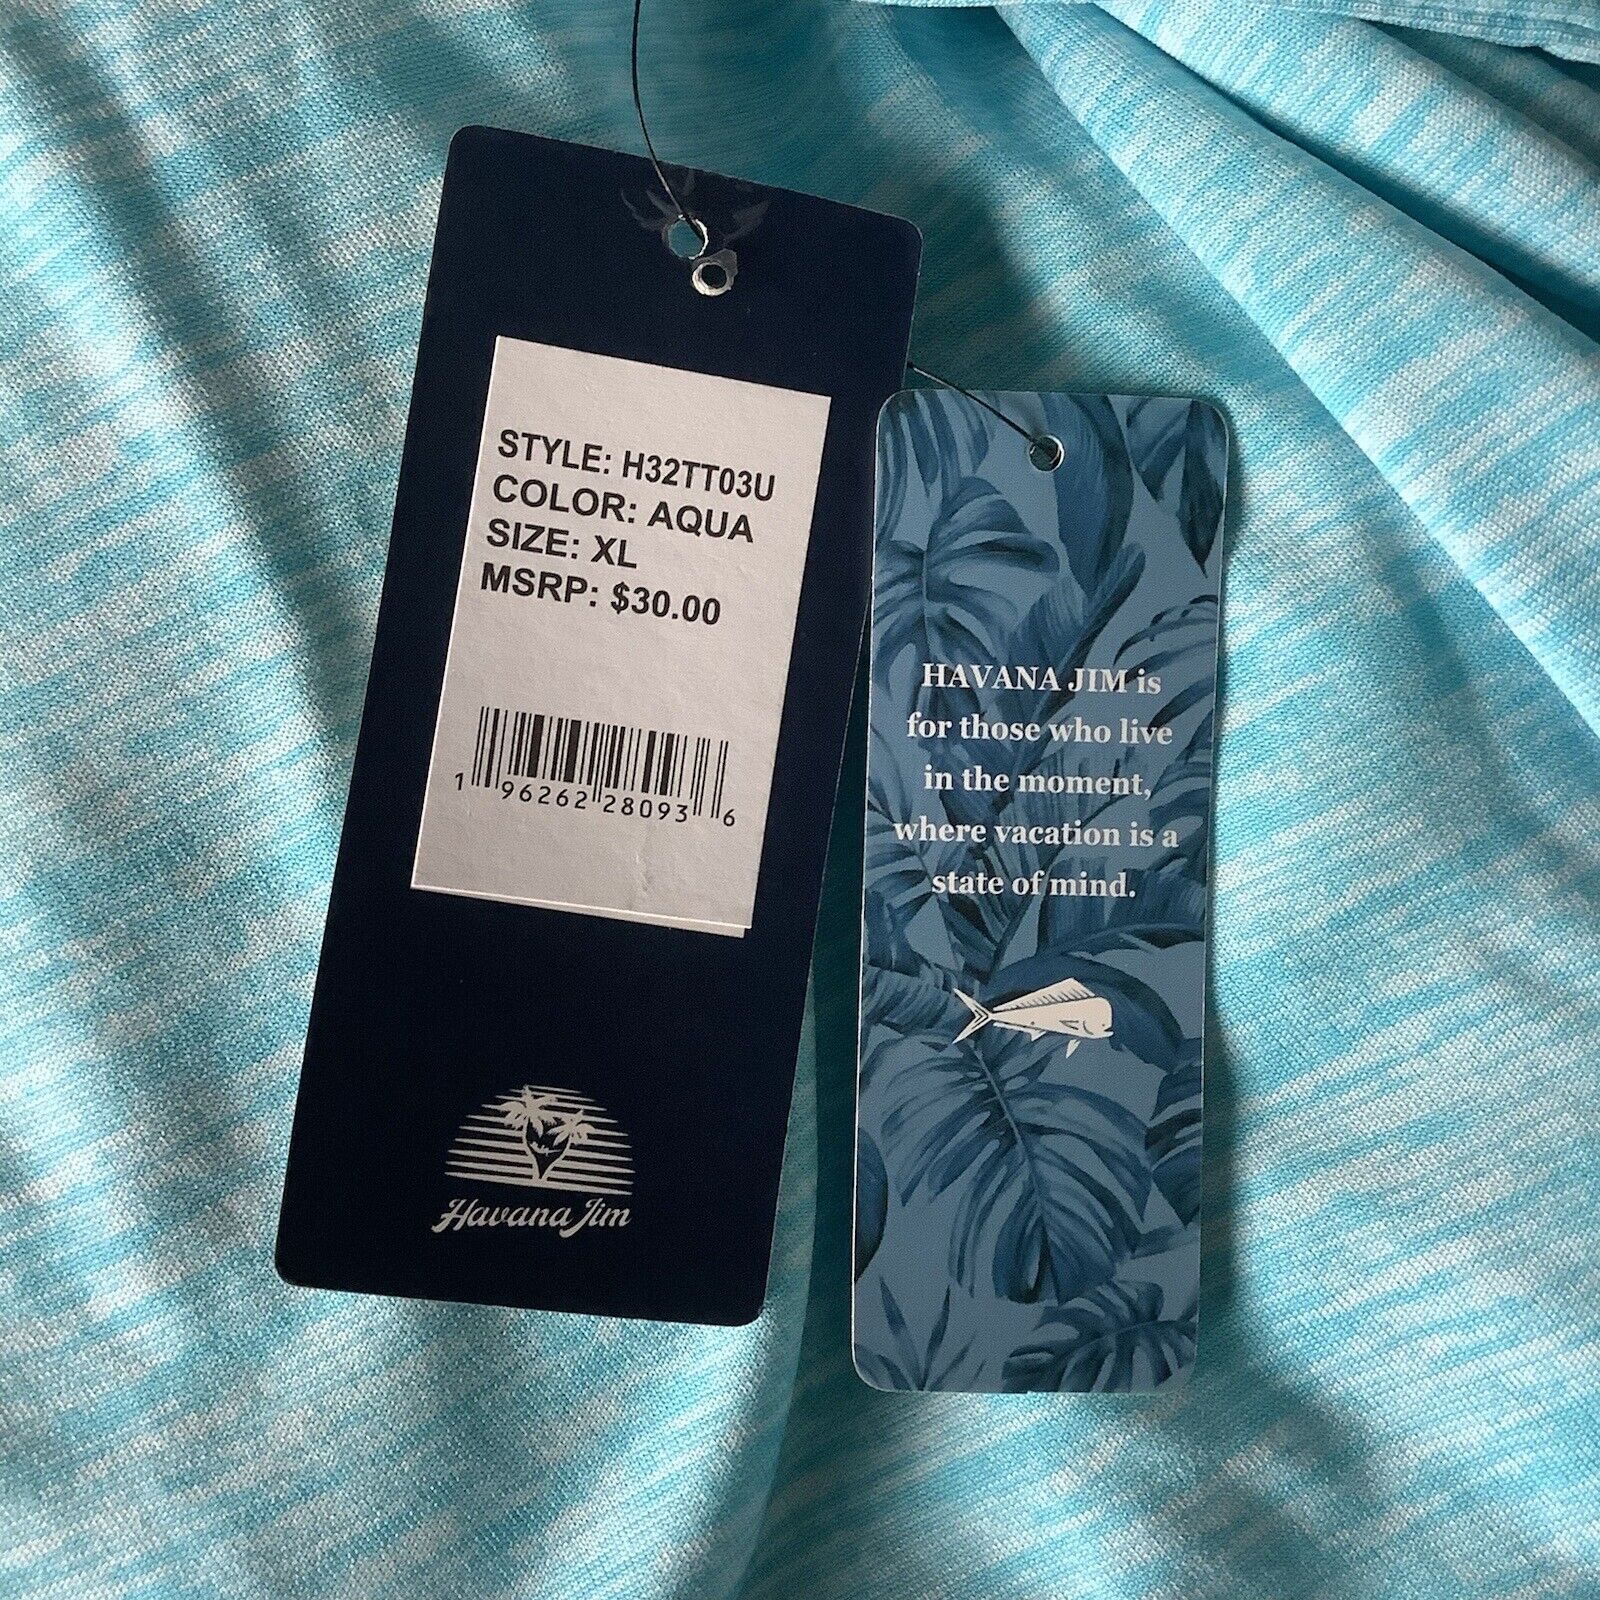 STYLE: H32TT03U
COLOR: AQUA
SIZE: XL
MSRP: $30.00
1 96262 28093 6
Havana Jim
HAVANA JIM is
for those who live
in the moment,
where vacation is a
state of mind.